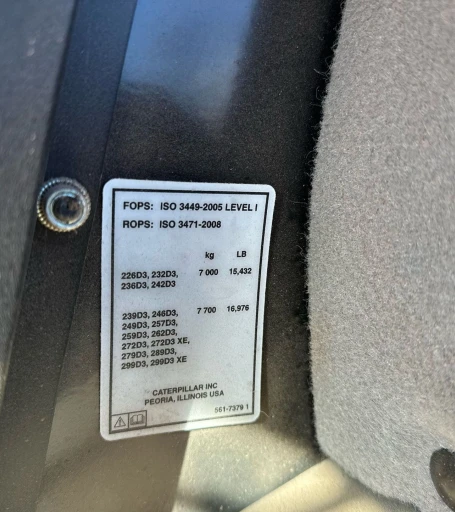 FOPS: ISO 3449-2005 LEVEL I
ROPS: ISO 3471-2008
kg LB
226D3, 232D3, 7 000 15,432
236D3, 242D3
239D3, 246D3, 7 700 16,976
249D3, 257D3,
259D3, 262D3,
272D3, 272D3 XE,
279D3, 289D3,
299D3, 299D3 XE
CATERPILLAR INC
PEORIA, ILLINOIS USA
561-7379 1